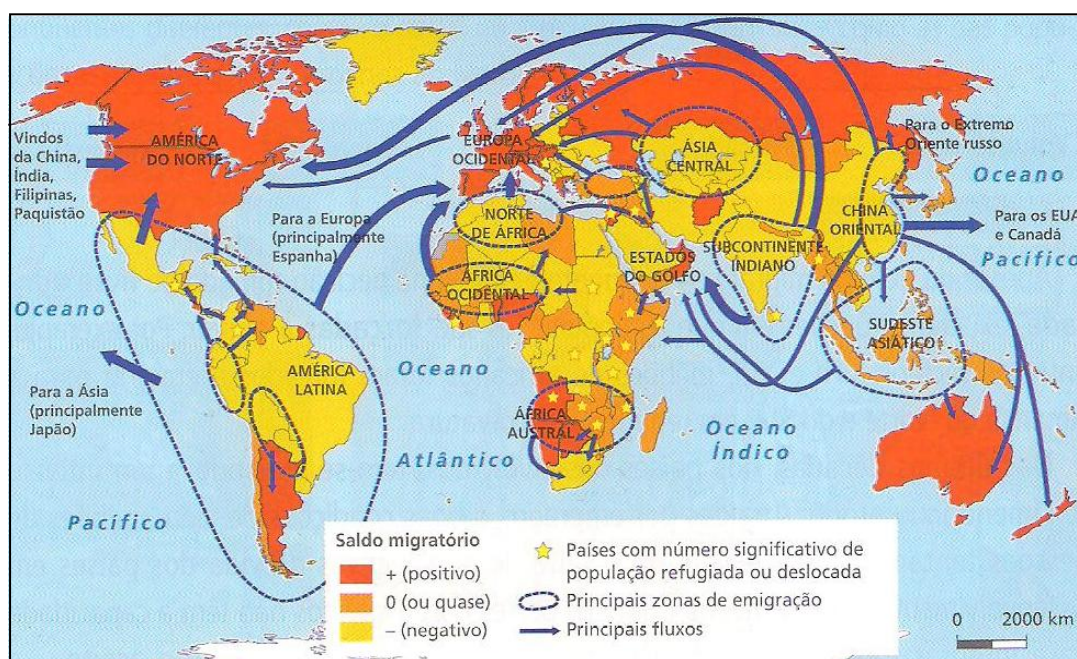 Vindos
da China,
Índia,
Filipinas,
Paquistão
AMÉRICA
DO NORTE
Para a Europa
(principalmente
Espanha)
EUROPA
OCIDENTAL
NORTE
DE ÁFRICA
ÁFRICA
OCIDENTAL
ESTADOS
DO GOLFO
ÁSIA
CENTRAL
SUBCONTINENTE
INDIANO
CHINA
ORIENTAL
Para o Extremo
Oriente russo
Oceano
Pacífico
Para os EUA
e Canadá
SUDESTE
ASIÁTICO
Oceano
Pacífico
Para a Ásia
(principalmente
Japão)
AMÉRICA
LATINA
Oceano
Atlântico
ÁFRICA
AUSTRAL
Oceano
Índico
Saldo migratório
+ (positivo)
0 (ou quase)
– (negativo)
Países com número significativo de
população refugiada ou deslocada
Principais zonas de emigração
Principais fluxos
0 2000 km